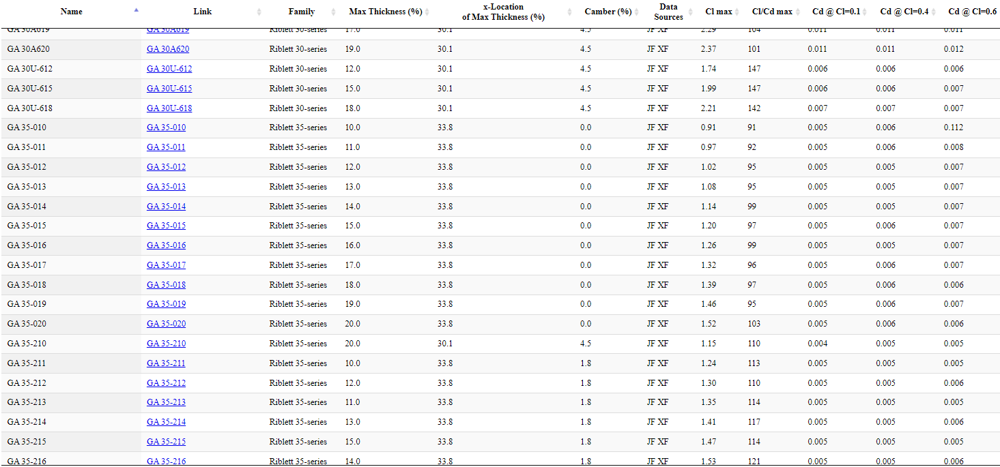 Name Link Family Max Thickness (%) x-Location of Max Thickness (%) Camber (%) Data Sources Cl max Cl/Cd max Cd @ Cl=0.1 Cd @ Cl=0.4 Cd @ Cl=0.6
GA 30A619 GA 30A619 Riblett 30-series 17.0 30.1 4.5 JF XF 2.29 104 0.011 0.011 0.011
GA 30A620 GA 30A620 Riblett 30-series 19.0 30.1 4.5 JF XF 2.37 101 0.011 0.011 0.012
GA 30U-612 GA 30U-612 Riblett 30-series 12.0 30.1 4.5 JF XF 1.74 147 0.006 0.006 0.006
GA 30U-615 GA 30U-615 Riblett 30-series 15.0 30.1 4.5 JF XF 1.99 147 0.006 0.006 0.007
GA 30U-618 GA 30U-618 Riblett 30-series 18.0 30.1 4.5 JF XF 2.21 142 0.007 0.007 0.007
GA 35-010 GA 35-010 Riblett 35-series 10.0 33.8 0.0 JF XF 0.91 91 0.005 0.006 0.112
GA 35-011 GA 35-011 Riblett 35-series 11.0 33.8 0.0 JF XF 0.97 92 0.005 0.006 0.008
GA 35-012 GA 35-012 Riblett 35-series 12.0 33.8 0.0 JF XF 1.02 95 0.005 0.005 0.007
GA 35-013 GA 35-013 Riblett 35-series 13.0 33.8 0.0 JF XF 1.08 95 0.005 0.005 0.007
GA 35-014 GA 35-014 Riblett 35-series 14.0 33.8 0.0 JF XF 1.14 99 0.005 0.005 0.007
GA 35-015 GA 35-015 Riblett 35-series 15.0 33.8 0.0 JF XF 1.20 97 0.005 0.006 0.007
GA 35-016 GA 35-016 Riblett 35-series 16.0 33.8 0.0 JF XF 1.26 99 0.005 0.005 0.007
GA 35-017 GA 35-017 Riblett 35-series 17.0 33.8 0.0 JF XF 1.32 96 0.005 0.006 0.007
GA 35-018 GA 35-018 Riblett 35-series 18.0 33.8 0.0 JF XF 1.39 97 0.005 0.006 0.006
GA 35-019 GA 35-019 Riblett 35-series 19.0 33.8 0.0 JF XF 1.46 95 0.005 0.006 0.007
GA 35-020 GA 35-020 Riblett 35-series 20.0 33.8 0.0 JF XF 1.52 103 0.005 0.006 0.006
GA 35-210 GA 35-210 Riblett 35-series 20.0 30.1 4.5 JF XF 1.15 110 0.004 0.005 0.005
GA 35-211 GA 35-211 Riblett 35-series 10.0 33.8 1.8 JF XF 1.24 113 0.005 0.005 0.005
GA 35-212 GA 35-212 Riblett 35-series 12.0 33.8 1.8 JF XF 1.30 110 0.005 0.005 0.006
GA 35-213 GA 35-213 Riblett 35-series 11.0 33.8 1.8 JF XF 1.35 114 0.005 0.005 0.005
GA 35-214 GA 35-214 Riblett 35-series 13.0 33.8 1.8 JF XF 1.41 117 0.005 0.005 0.006
GA 35-215 GA 35-215 Riblett 35-series 15.0 33.8 1.8 JF XF 1.47 114 0.005 0.005 0.005
GA 35-216 GA 35-216 Riblett 35-series 14.0 33.8 1.8 JF XF 1.53 121 0.005 0.005 0.006